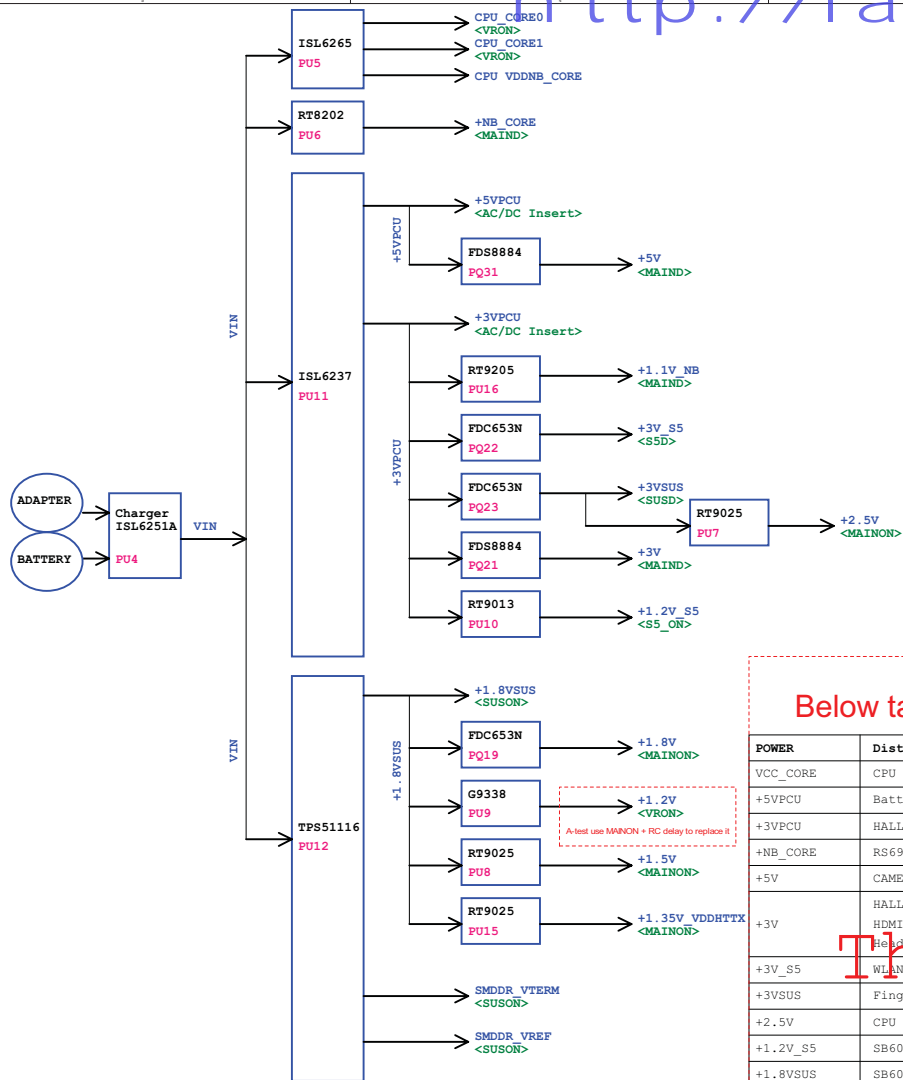 http://ra
ISL6265
PU5
CPU_CORE0
<VRON>
CPU_CORE1
<VRON>
CPU VDDNB_CORE
RT8202
PU6
+NB_CORE
<MAIND>
ISL6237
PU11
+5VPCU
<AC/DC Insert>
+5VPCU
FDS8884
PQ31
+5V
<MAIND>
+3VPCU
<AC/DC Insert>
+3VPCU
RT9205
PU16
+1.1V_NB
<MAIND>
FDC653N
PQ22
+3V_S5
<S5D>
FDC653N
PQ23
+3VSUS
<SUSD>
RT9025
PU7
+2.5V
<MAINON>
FDS8884
PQ21
+3V
<MAIND>
RT9013
PU10
+1.2V_S5
<S5_ON>
VIN
ADAPTER
BATTERY
Charger
ISL6251A
PU4
VIN
VIN
TPS51116
PU12
+1.8VSUS
<SUSON>
+1.8VSUS
FDC653N
PQ19
+1.8V
<MAINON>
G9338
PU9
+1.2V
<VRON>
A-test use MAINON + RC delay to replace it
RT9025
PU8
+1.5V
<MAINON>
RT9025
PU15
+1.35V_VDDHTTX
<MAINON>
SMDDR_VTERM
<SUSON>
SMDDR_VREF
<SUSON>
Below ta
POWER Dist
VCC_CORE CPU
+5VPCU Batt
+3VPCU HALL
+NB_CORE RS69
+5V CAME
+3V HALL
HDMI
Head
Th
+3V_S5 WLAN
+3VSUS Fing
+2.5V CPU
+1.2V_S5 SB60
+1.8VSUS SB60